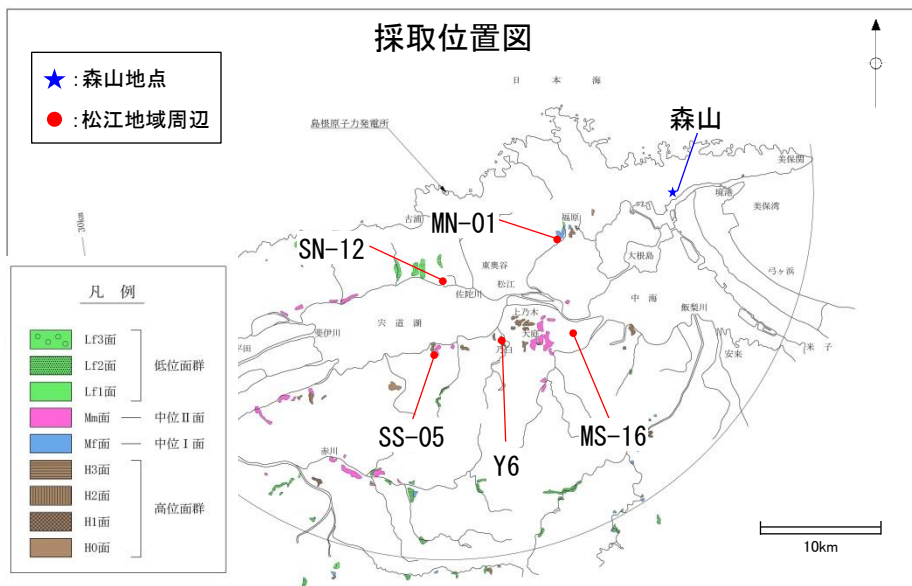 採取位置図
★:森山地点
●:松江地域周辺
日本海
島根原子力発電所
森山
美保関
境港
美保湾
古浦
MN-01
福原
30km
SN-12
東奥谷
大根島
弓ヶ浜
松江
佐陀川
中海
飯梨川
上乃木
宍道湖
大庭
斐伊川
乃白
安来
米子
SS-05
Y6
MS-16
赤川
凡例
Lf3面
Lf2面
低位面群
Lf1面
Mm面
中位Ⅱ面
Mf面
中位Ⅰ面
H3面
H2面
高位面群
H1面
H0面
10km